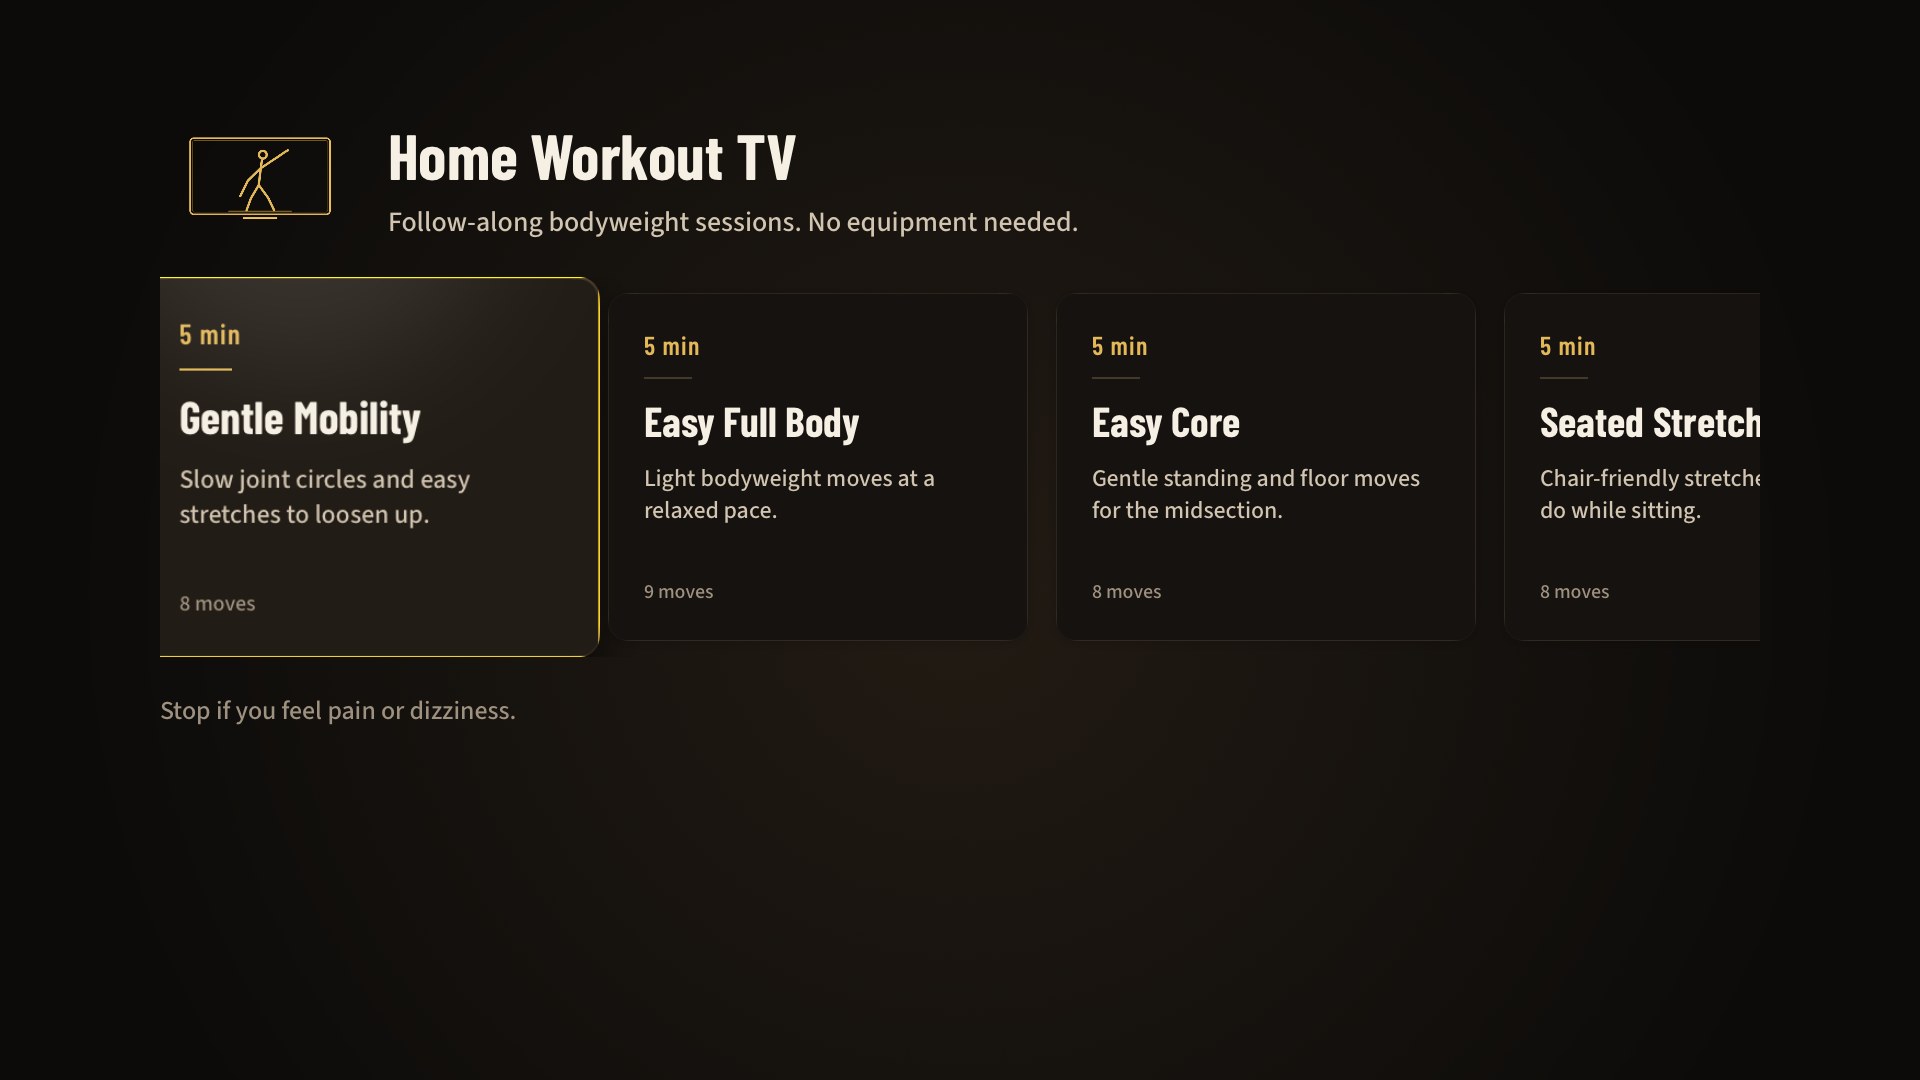 Home Workout TV
Follow-along bodyweight sessions. No equipment needed.
5 min
Gentle Mobility
Slow joint circles and easy
stretches to loosen up.
8 moves
5 min
Easy Full Body
Light bodyweight moves at a
relaxed pace.
9 moves
5 min
Easy Core
Gentle standing and floor moves
for the midsection.
8 moves
5 min
Seated Stretch
Chair-friendly stretche
do while sitting.
8 moves
Stop if you feel pain or dizziness.